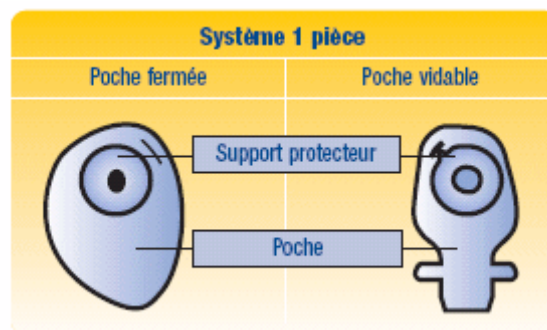 Système 1 pièce
Poche fermée
Poche vidable
Support protecteur
Poche